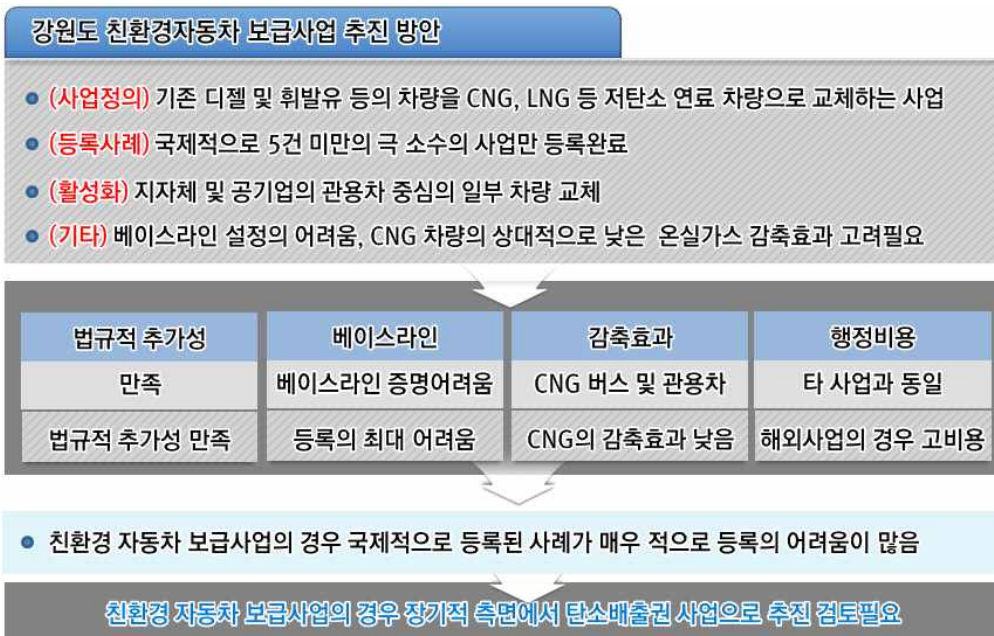 강원도 친환경자동차 보급사업 추진 방안
● (사업정의) 기존 디젤 및 휘발유 등의 차량을 CNG, LNG 등 저탄소 연료 차량으로 교체하는 사업
● (등록사례) 국제적으로 5건 미만의 극 소수의 사업만 등록완료
● (활성화) 지자체 및 공기업의 관용차 중심의 일부 차량 교체
● (기타) 베이스라인 설정의 어려움, CNG 차량의 상대적으로 낮은 온실가스 감축효과 고려필요
법규적 추가성 베이스라인 감축효과 행정비용
만족 베이스라인 증명어려움 CNG 버스 및 관용차 타 사업과 동일
법규적 추가성 만족 등록의 최대 어려움 CNG의 감축효과 낮음 해외사업의 경우 고비용
● 친환경 자동차 보급사업의 경우 국제적으로 등록된 사례가 매우 적으로 등록의 어려움이 많음
친환경 자동차 보급사업의 경우 장기적 측면에서 탄소배출권 사업으로 추진 검토필요